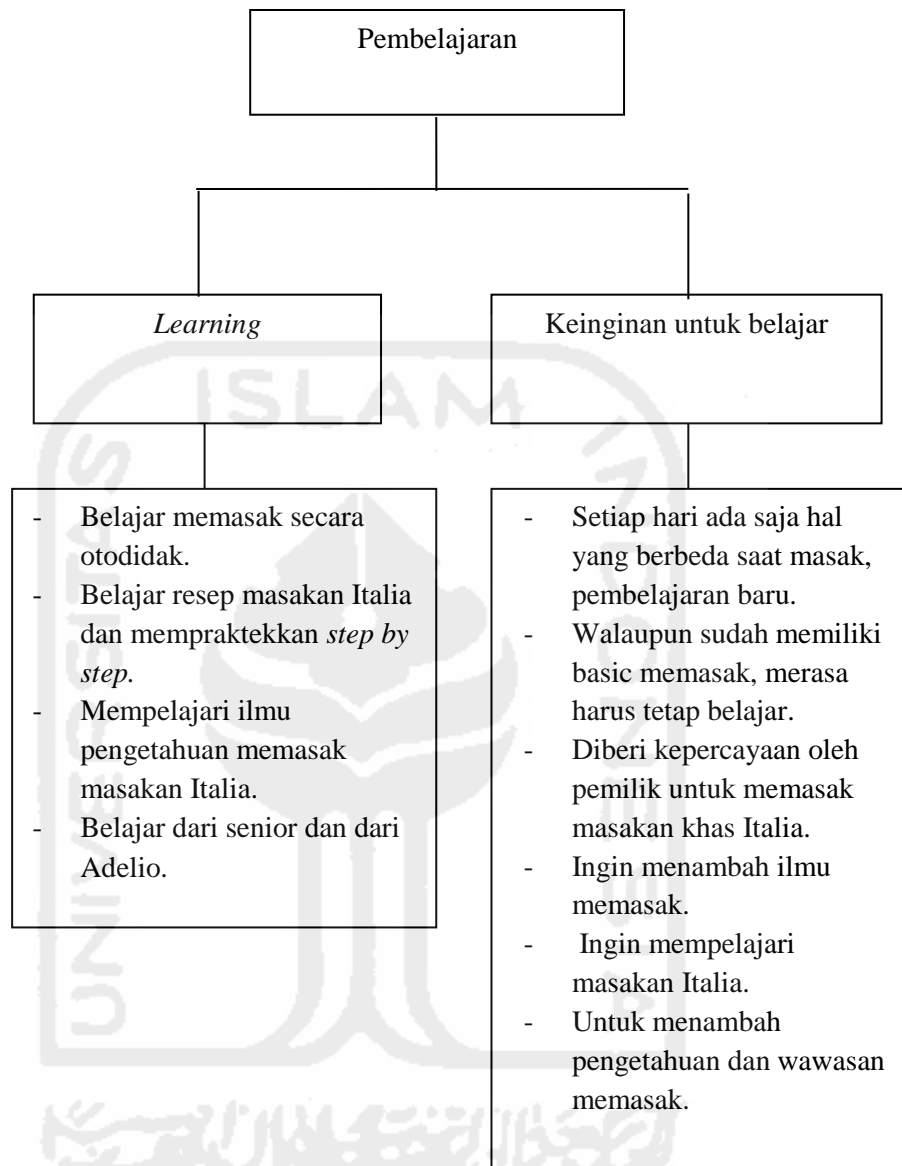 Pembelajaran
Learning
Keinginan untuk belajar
- Belajar memasak secara
otodidak.
- Belajar resep masakan Italia
dan mempraktekkan step by
step.
- Mempelajari ilmu
pengetahuan memasak
masakan Italia.
- Belajar dari senior dan dari
Adelio.
- Setiap hari ada saja hal
yang berbeda saat masak,
pembelajaran baru.
- Walaupun sudah memiliki
basic memasak, merasa
harus tetap belajar.
- Diberi kepercayaan oleh
pemilik untuk memasak
masakan khas Italia.
- Ingin menambah ilmu
memasak.
- Ingin mempelajari
masakan Italia.
- Untuk menambah
pengetahuan dan wawasan
memasak.
UNIVERSITAS
ISLAM
INDONESIA